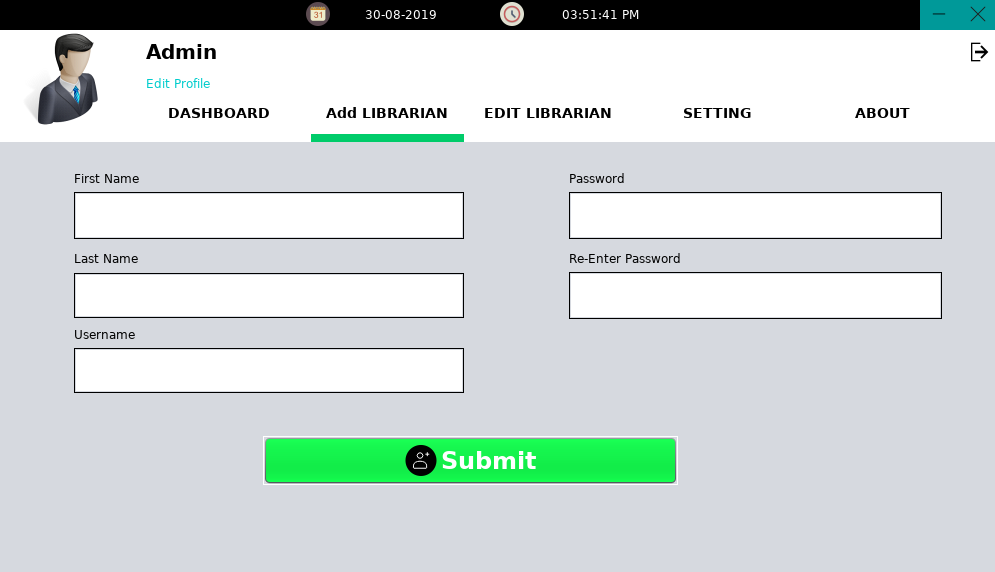 31 30-08-2019 03:51:41 PM
Admin
Edit Profile
DASHBOARD Add LIBRARIAN EDIT LIBRARIAN SETTING ABOUT
First Name Password
Last Name Re-Enter Password
Username
Submit